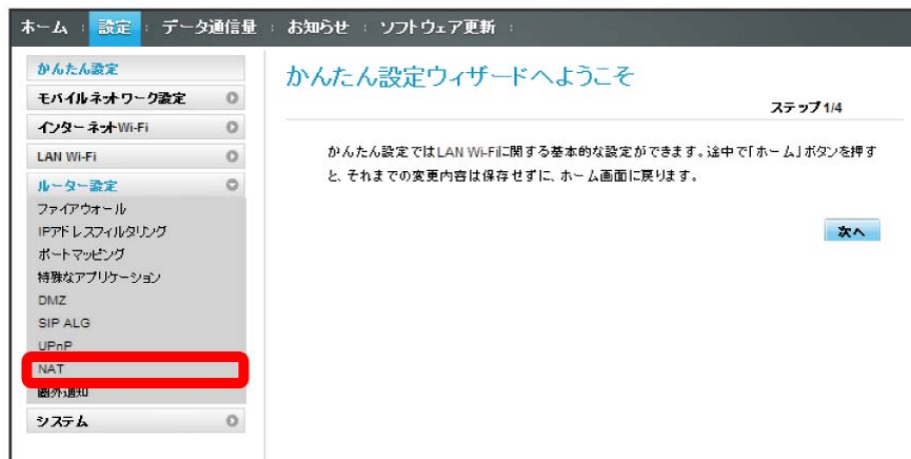 ホーム : 設定 : データ通信量 : お知らせ : ソフトウェア更新 :
かんたん設定
モバイルネットワーク設定
インターネットWi-Fi
LAN Wi-Fi
ルーター設定
ファイアウォール
IPアドレスフィルタリング
ポートマッピング
特殊なアプリケーション
DMZ
SIP ALG
UPnP
NAT
圏外通知
システム
かんたん設定ウィザードへようこそ
ステップ1/4
かんたん設定ではLAN Wi-Fiに関する基本的な設定ができます。途中で「ホーム」ボタンを押す
と、それまでの変更内容は保存せずに、ホーム画面に戻ります。
次へ